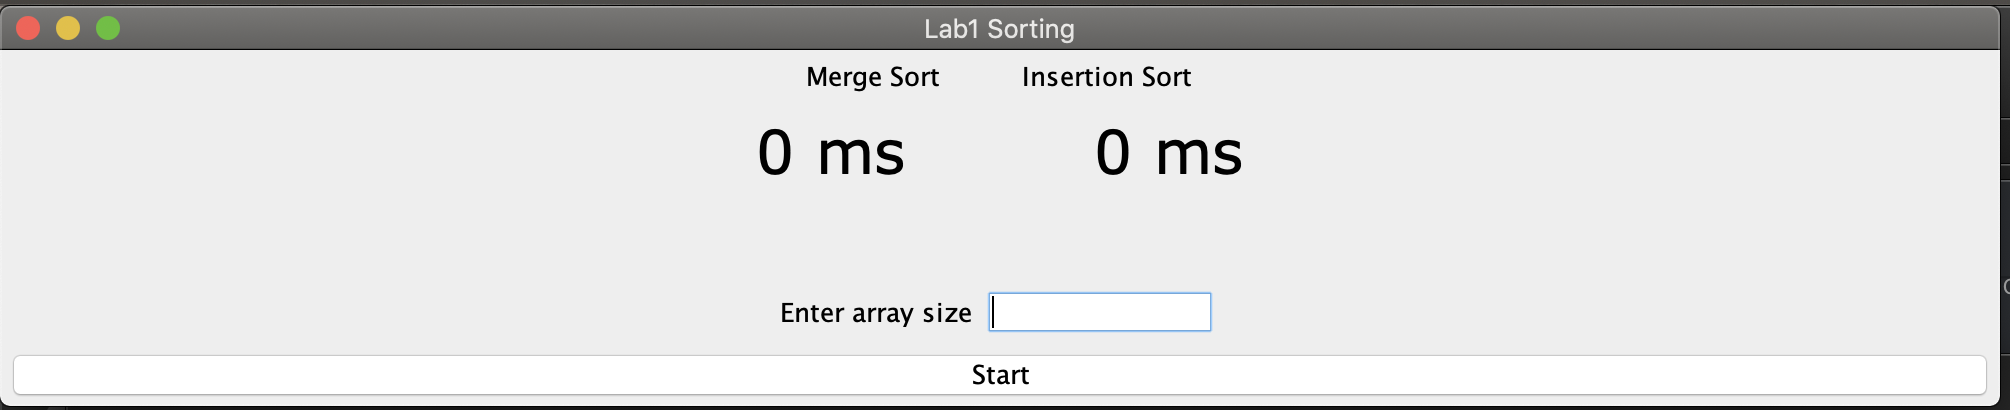 Lab1 Sorting
Merge Sort Insertion Sort
0 ms 0 ms
Enter array size
Start